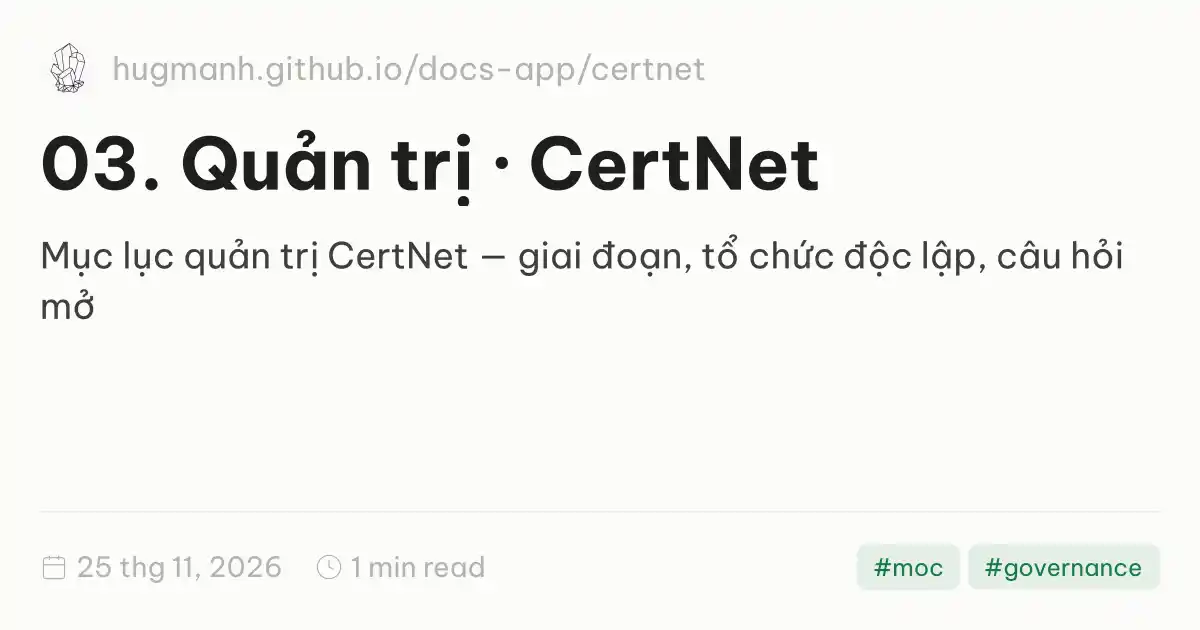 hugmanh.github.io/docs-app/certnet
03. Quản trị · CertNet
Mục lục quản trị CertNet — giai đoạn, tổ chức độc lập, câu hỏi
mở
25 thg 11, 2026 1 min read #moc #governance